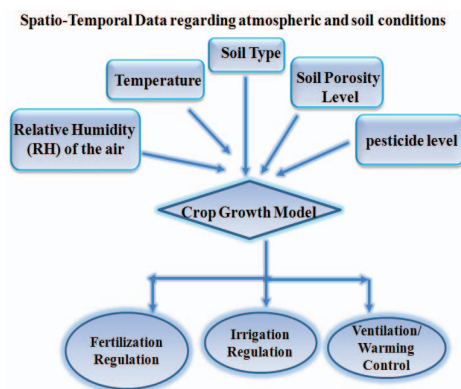 Spatio-Temporal Data regarding atmospheric and soil conditions
Soil Type
Temperature
Soil Porosity
Level
Relative Humidity
(RH) of the air
pesticide level
Crop Growth Model
Fertilization
Regulation
Irrigation
Regulation
Ventilation/
Warming
Control